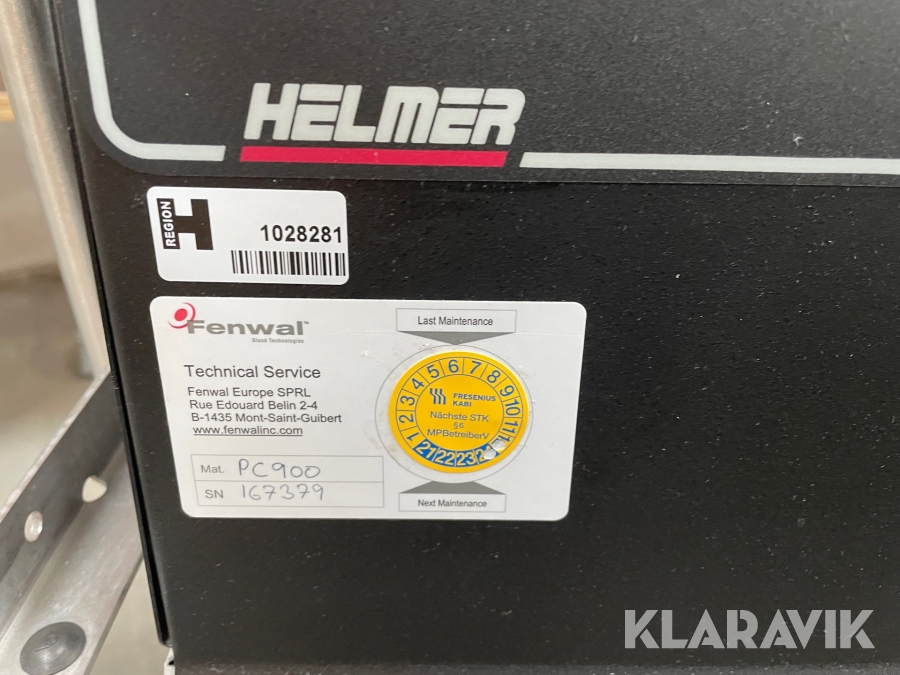 HELMER
REGION H
1028281
Fenwal™
Blood Technologies
Technical Service
Fenwal Europe SPRL
Rue Edouard Belin 2-4
B-1435 Mont-Saint-Guibert
www.fenwalinc.com
Mat. PC900
SN 167379
Last Maintenance
1 2 3 4 5 6 7 8 9 10 11
FRESENIUS
KABI
Nächste STK
§6
MPBetreiberV
21 22 23
Next Maintenance
KLARAVIK